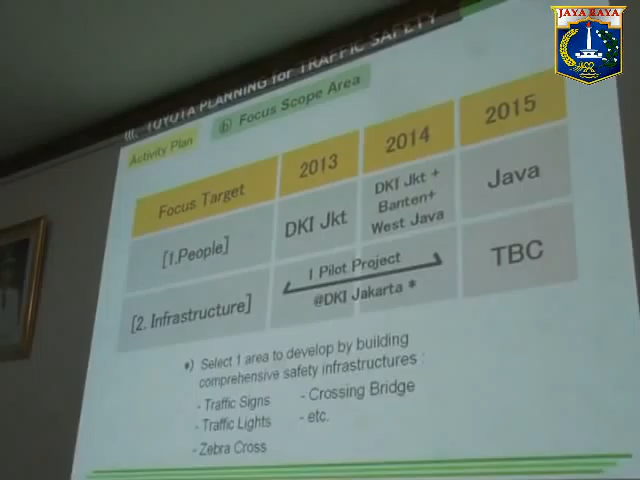 JAYA RAYA
III. TOYOTA PLANNING for TRAFFIC SAFETY
Activity Plan
b) Focus Scope Area
Focus Target 2013 2014 2015
[1.People] DKI Jkt DKI Jkt + Banten+ West Java Java
[2. Infrastructure] 1 Pilot Project @DKI Jakarta * TBC
*) Select 1 area to develop by building
comprehensive safety infrastructures :
- Traffic Signs - Crossing Bridge
- Traffic Lights - etc.
- Zebra Cross